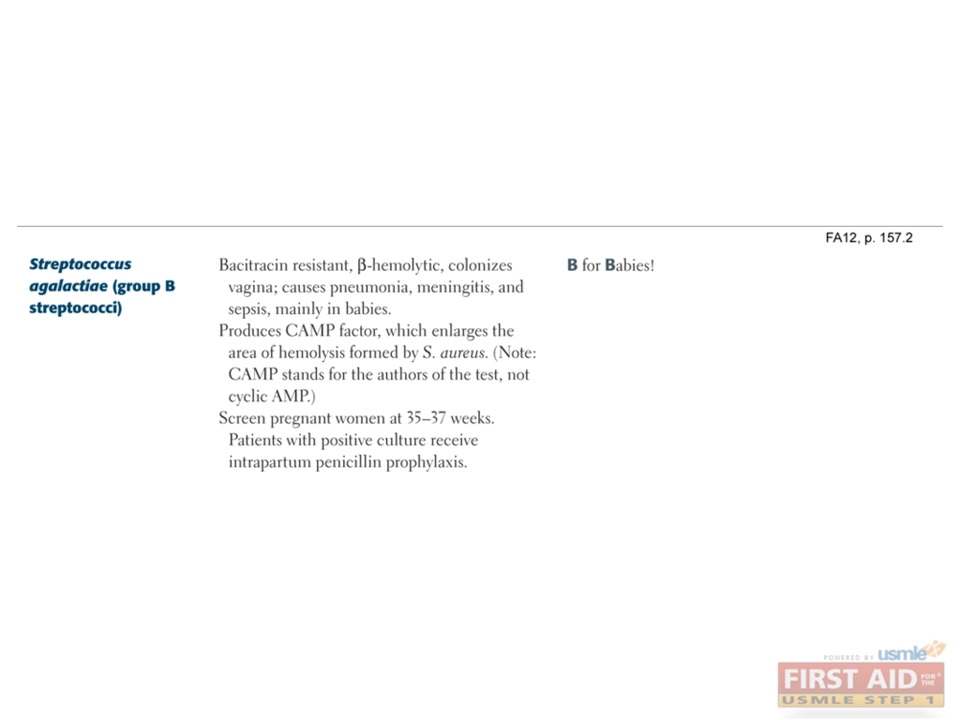 FA12, p. 157.2
Streptococcus
agalactiae (group B
streptococci)
Bacitracin resistant, β-hemolytic, colonizes
vagina; causes pneumonia, meningitis, and
sepsis, mainly in babies.
Produces CAMP factor, which enlarges the
area of hemolysis formed by S. aureus. (Note:
CAMP stands for the authors of the test, not
cyclic AMP.)
Screen pregnant women at 35–37 weeks.
Patients with positive culture receive
intrapartum penicillin prophylaxis.
B for Babies!
POWERED BY usmle
FIRST AID FOR THE
USMLE STEP 1